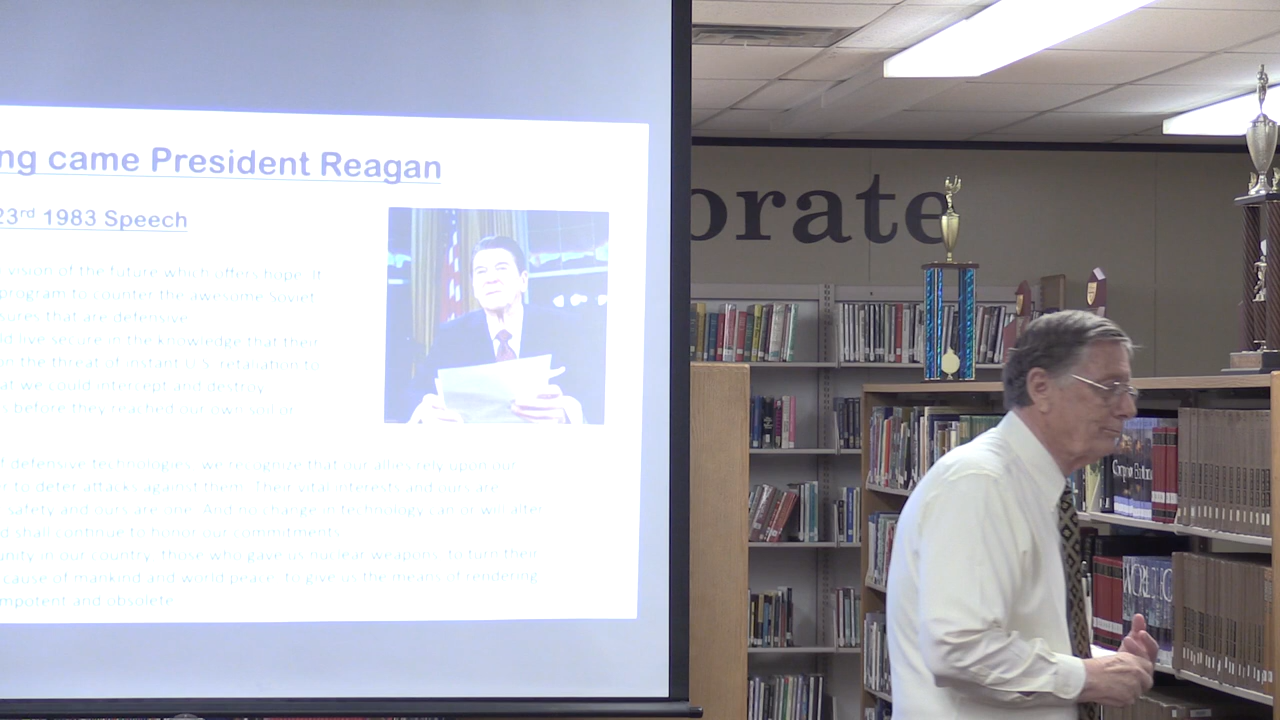 ng came President Reagan
23rd 1983 Speech
vision of the future which offers hope. It
program to counter the awesome Soviet
sures that are defensive.
ld live secure in the knowledge that their
on the threat of instant U.S. retaliation to
at we could intercept and destroy
s before they reached our own soil or
f defensive technologies, we recognize that our allies rely upon our
r to deter attacks against them. Their vital interests and ours are
safety and ours are one. And no change in technology can or will alter
d shall continue to honor our commitments.
unity in our country, those who gave us nuclear weapons, to turn their
cause of mankind and world peace, to give us the means of rendering
mpotent and obsolete.
orate